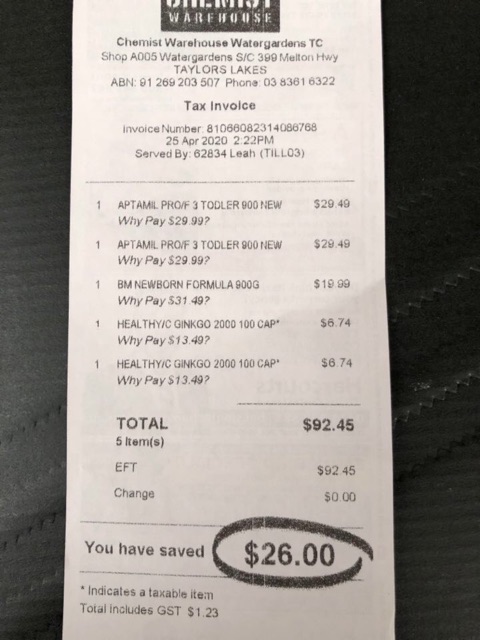 CHEMIST
WAREHOUSE
Chemist Warehouse Watergardens TC
Shop A005 Watergardens S/C 399 Melton Hwy
TAYLORS LAKES
ABN: 91 269 203 507 Phone: 03 8361 6322
Tax Invoice
Invoice Number: 81066082314086768
25 Apr 2020 2:22PM
Served By: 62834 Leah (TILL03)
1 APTAMIL PRO/F 3 TODLER 900 NEW $29.49
Why Pay $29.99?
1 APTAMIL PRO/F 3 TODLER 900 NEW $29.49
Why Pay $29.99?
1 BM NEWBORN FORMULA 900G $19.99
Why Pay $31.49?
1 HEALTHY/C GINKGO 2000 100 CAP* $6.74
Why Pay $13.49?
1 HEALTHY/C GINKGO 2000 100 CAP* $6.74
Why Pay $13.49?
TOTAL $92.45
5 Item(s)
EFT $92.45
Change $0.00
You have saved $26.00
* Indicates a taxable item
Total includes GST $1.23